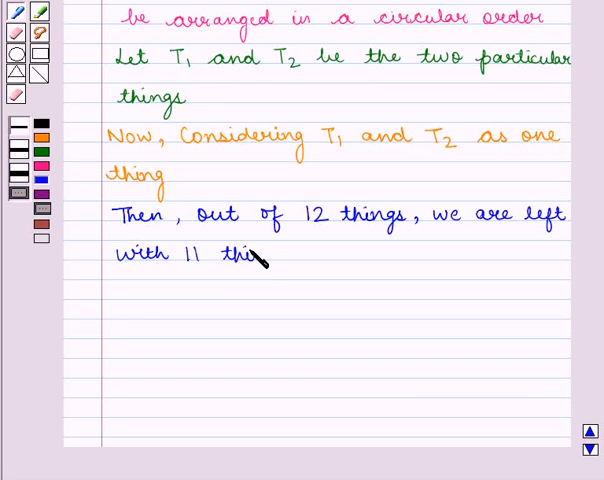 be arranged in a circular order
Let T1 and T2 be the two particular
things
Now, Considering T1 and T2 as one
thing
Then, out of 12 things, we are left
with 11 thi